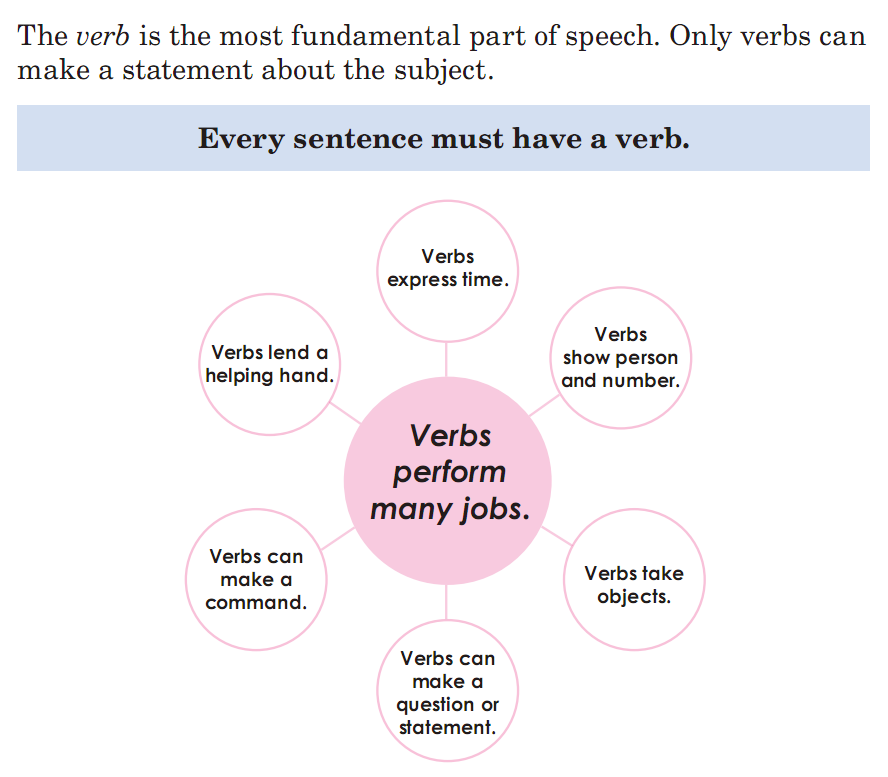 The verb is the most fundamental part of speech. Only verbs can
make a statement about the subject.
Every sentence must have a verb.
Verbs
express time.
Verbs
show person
and number.
Verbs lend a
helping hand.
Verbs
perform
many jobs.
Verbs can
make a
command.
Verbs take
objects.
Verbs can
make a
question or
statement.